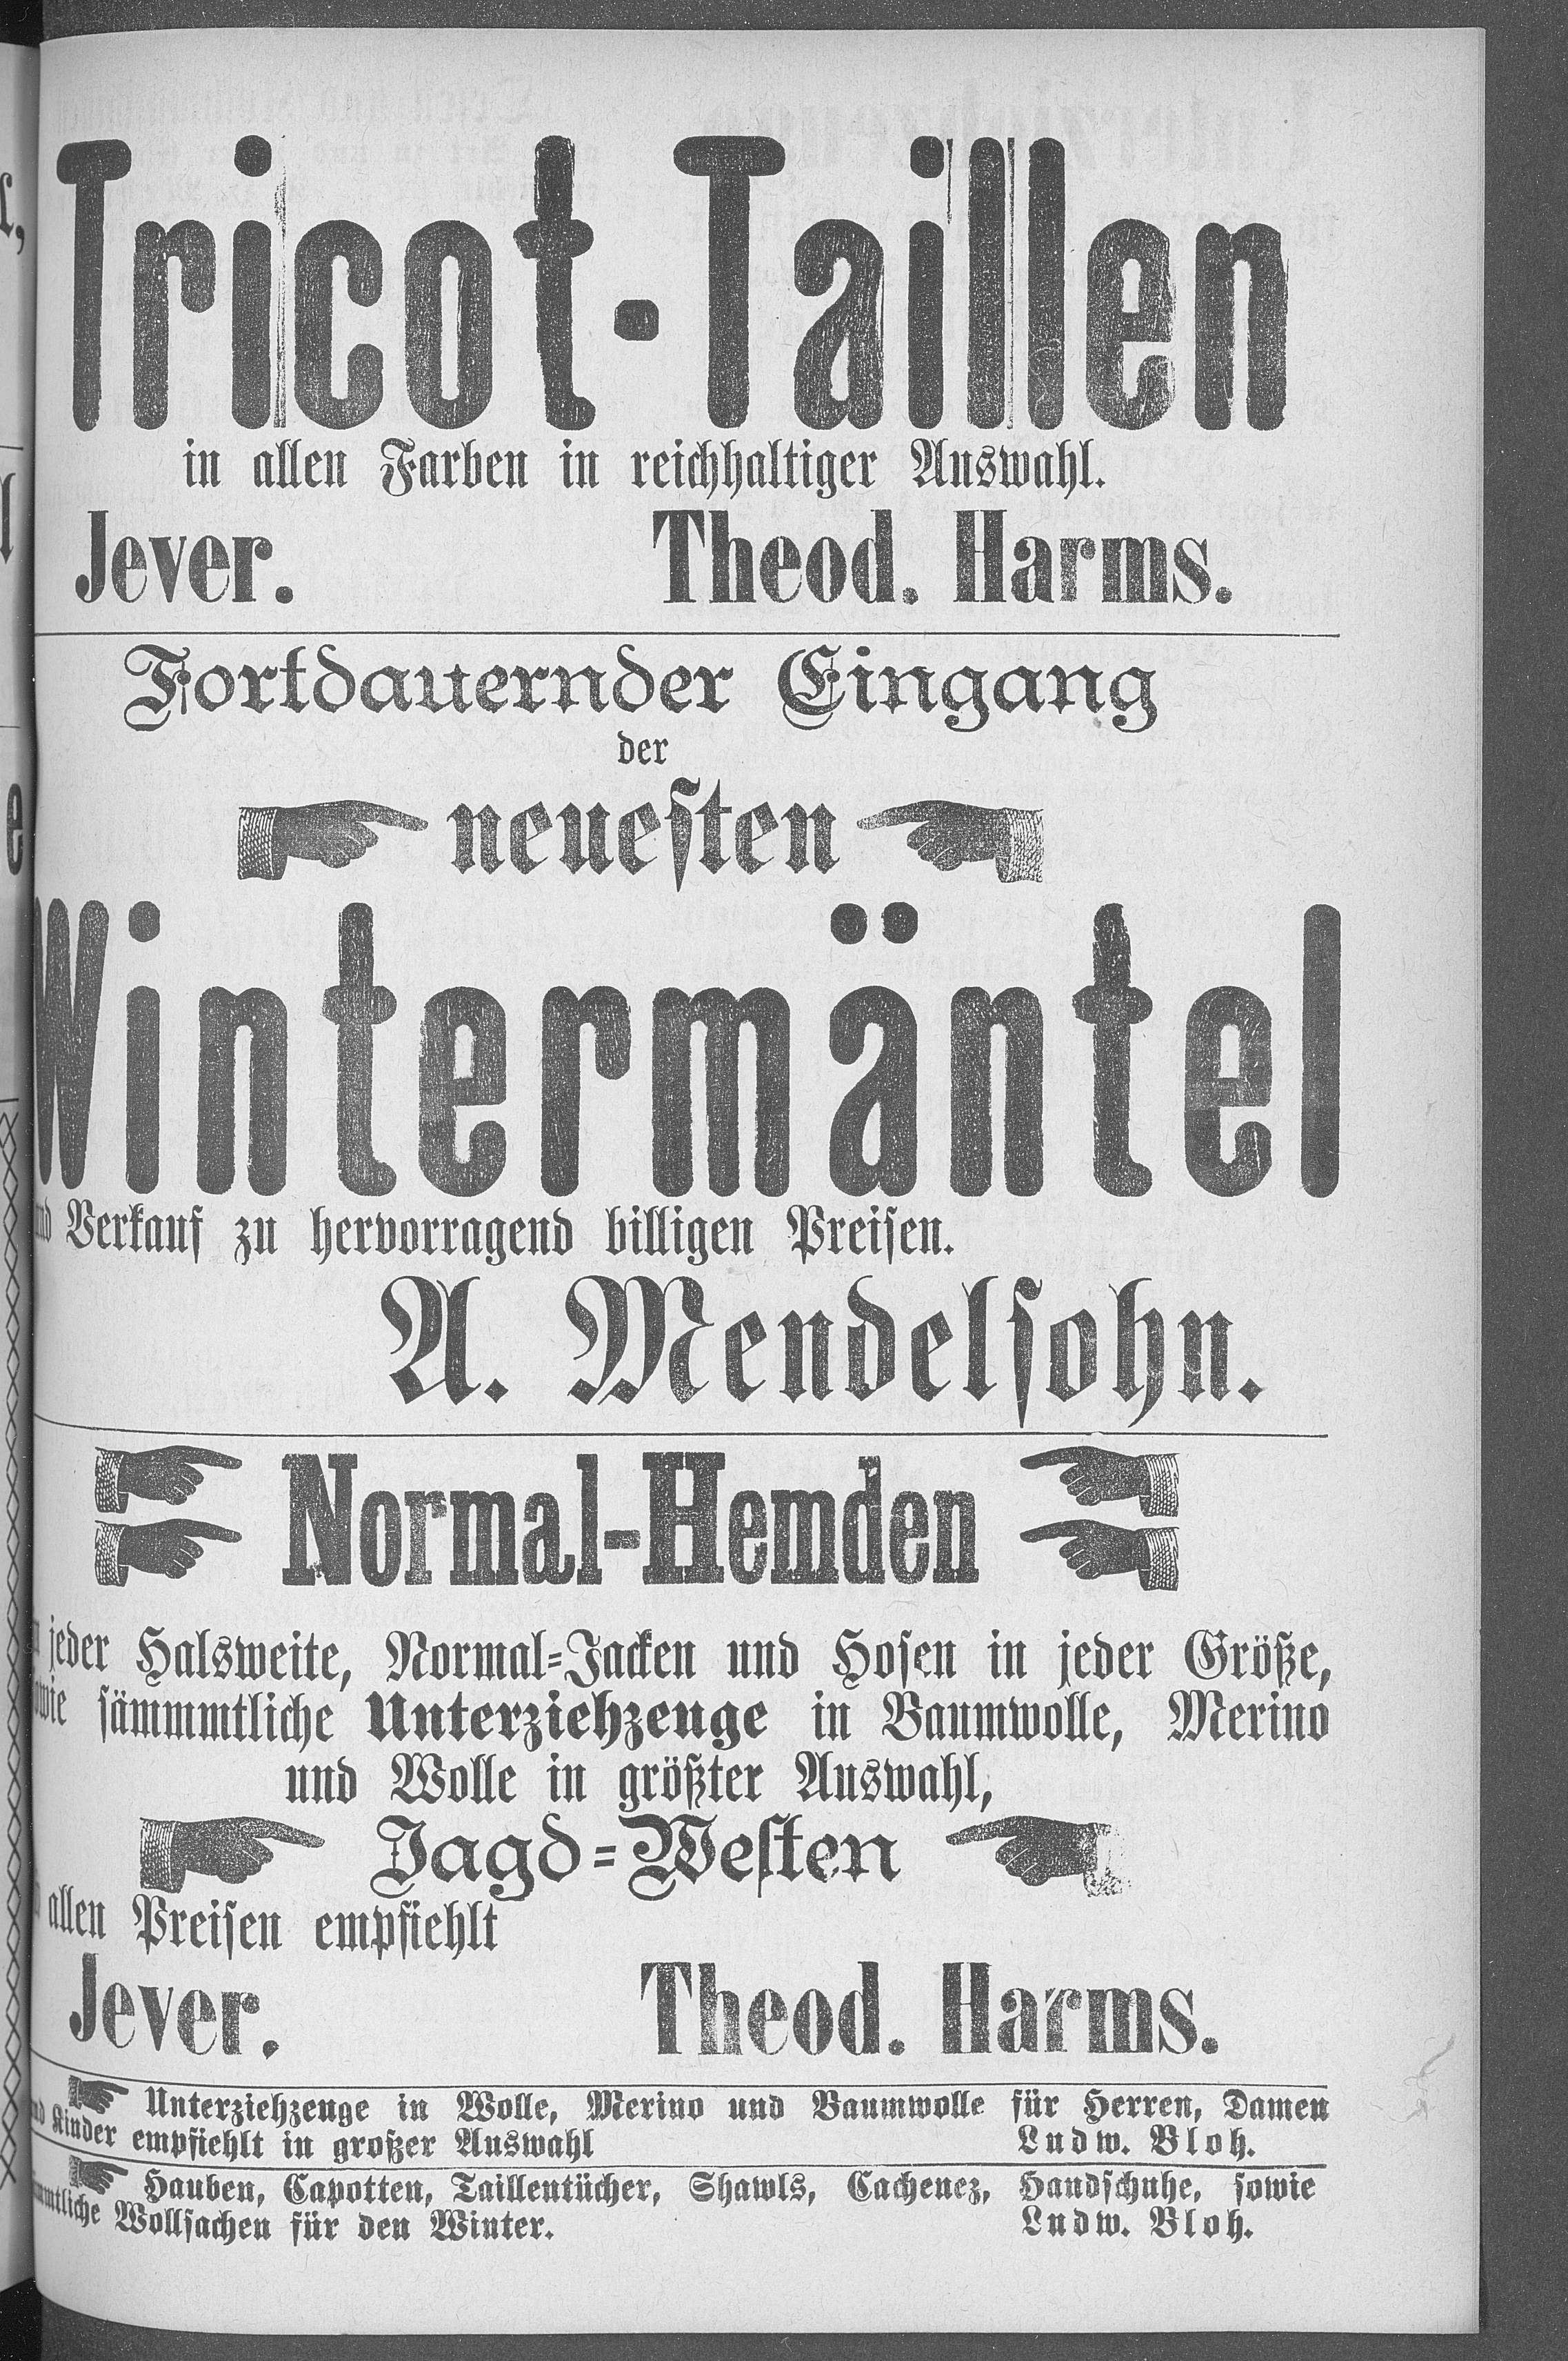 Tricot-Taillen
in allen Farben in reichhaltiger Auswahl.
Jever. Theod. Harms.
Fortdauernder Eingang
der
neuesten
Wintermäntel
und Verkauf zu hervorragend billigen Preisen.
A. Mendelsohn.
Normal-Hemden
jeder Halsweite, Normal-Jacken und Hosen in jeder Größe,
sowie sämmmtliche Unterziehzeuge in Baumwolle, Merino
und Wolle in größter Auswahl,
Jagd-Westen
allen Preisen empfiehlt
Jever. Theod. Harms.
Unterziehzeuge in Wolle, Merino und Baumwolle für Herren, Damen
und Kinder empfiehlt in großer Auswahl Ludw. Bloh.
Hauben, Capotten, Taillentücher, Shawls, Cachenez, Handschuhe, sowie
sämmtliche Wollsachen für den Winter. Ludw. Bloh.